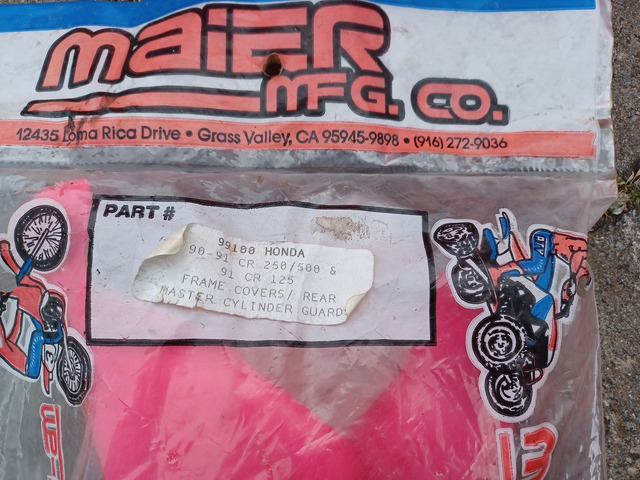 maier
MFG. CO.
12435 Loma Rica Drive • Grass Valley, CA 95945-9898 • (916) 272-9036
PART #
99100 HONDA
90-91 CR 250/500 &
91 CR 125
FRAME COVERS/ REAR
MASTER CYLINDER GUARDS